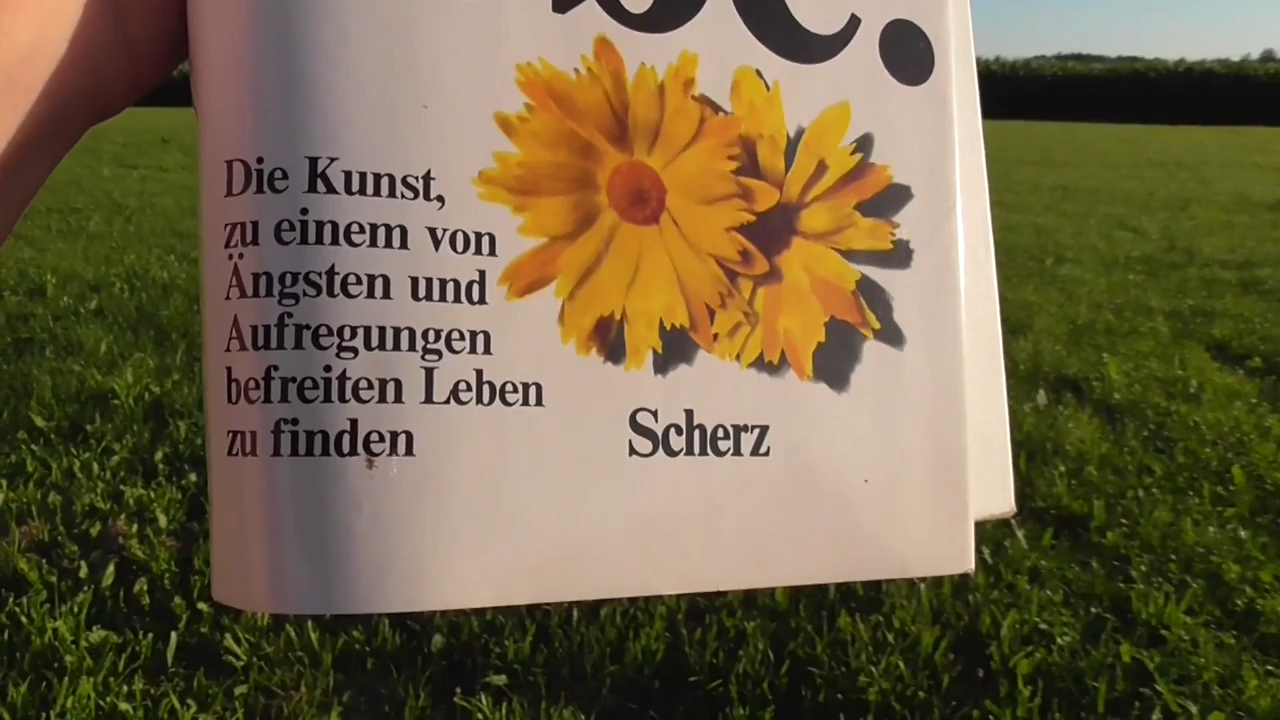 Die Kunst,
zu einem von
Ängsten und
Aufregungen
befreiten Leben
zu finden
Scherz